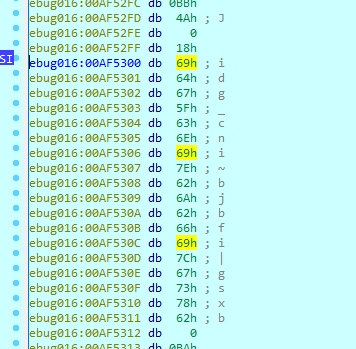 ebug016:00AF52FC db 0BBh
ebug016:00AF52FD db 4Ah ; J
ebug016:00AF52FE db 0
ebug016:00AF52FF db 18h
SI
ebug016:00AF5300 db 69h ; i
ebug016:00AF5301 db 64h ; d
ebug016:00AF5302 db 67h ; g
ebug016:00AF5303 db 5Fh ; _
ebug016:00AF5304 db 63h ; c
ebug016:00AF5305 db 6Eh ; n
ebug016:00AF5306 db 69h ; i
ebug016:00AF5307 db 7Eh ; ~
ebug016:00AF5308 db 62h ; b
ebug016:00AF5309 db 6Ah ; j
ebug016:00AF530A db 62h ; b
ebug016:00AF530B db 66h ; f
ebug016:00AF530C db 69h ; i
ebug016:00AF530D db 7Ch ; |
ebug016:00AF530E db 67h ; g
ebug016:00AF530F db 73h ; s
ebug016:00AF5310 db 78h ; x
ebug016:00AF5311 db 62h ; b
ebug016:00AF5312 db 0
ebug016:00AF5313 db 0BAh